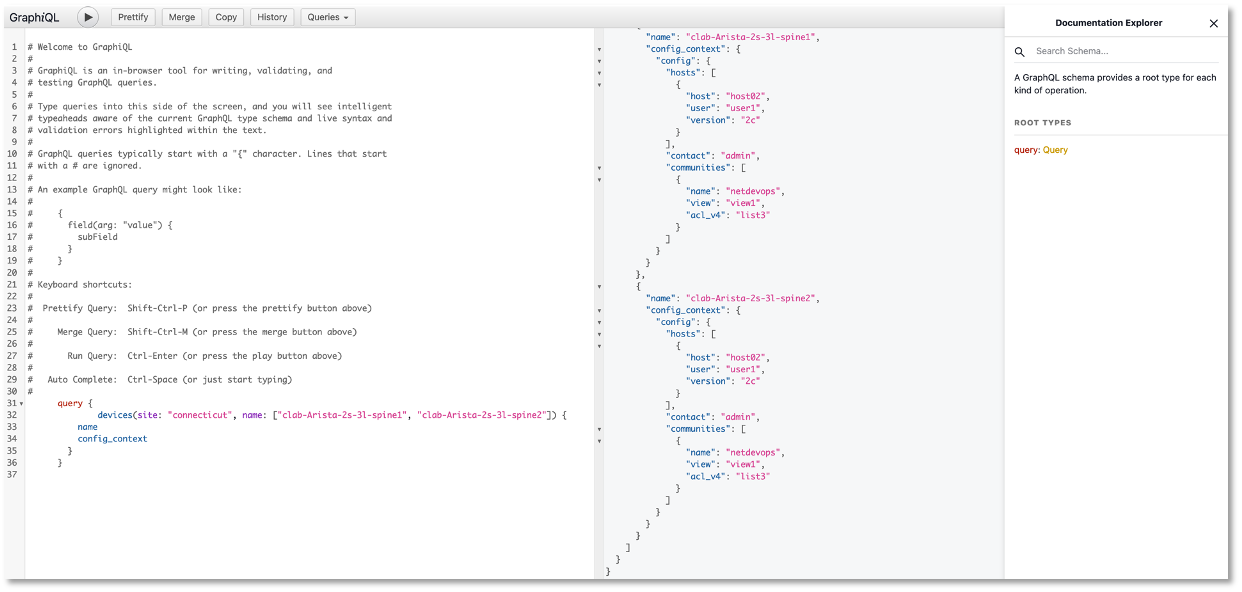 GraphiQL
Prettify
Merge
Copy
History
Queries
1 # Welcome to GraphiQL
2 #
3 # GraphiQL is an in-browser tool for writing, validating, and
4 # testing GraphQL queries.
5 #
6 # Type queries into this side of the screen, and you will see intelligent
7 # typeaheads aware of the current GraphQL type schema and live syntax and
8 # validation errors highlighted within the text.
9 #
10 # GraphQL queries typically start with a "{" character. Lines that start
11 # with a # are ignored.
12 #
13 # An example GraphQL query might look like:
14 #
15 #     {
16 #       field(arg: "value") {
17 #         subField
18 #       }
19 #     }
20 #
21 # Keyboard shortcuts:
22 #
23 #  Prettify Query:  Shift-Ctrl-P (or press the prettify button above)
24 #
25 #     Merge Query:  Shift-Ctrl-M (or press the merge button above)
26 #
27 #       Run Query:  Ctrl-Enter (or press the play button above)
28 #
29 #   Auto Complete:  Ctrl-Space (or just start typing)
30 #
31 query {
32 devices(site: "connecticut", name: ["clab-Arista-2s-3l-spine1", "clab-Arista-2s-3l-spine2"]) {
33 name
34 config_context
35 }
36 }
37
"name": "clab-Arista-2s-3l-spine1",
"config_context": {
"config": {
"hosts": [
{
"host": "host02",
"user": "user1",
"version": "2c"
}
],
"contact": "admin",
"communities": [
{
"name": "netdevops",
"view": "view1",
"acl_v4": "list3"
}
]
}
}
},
{
"name": "clab-Arista-2s-3l-spine2",
"config_context": {
"config": {
"hosts": [
{
"host": "host02",
"user": "user1",
"version": "2c"
}
],
"contact": "admin",
"communities": [
{
"name": "netdevops",
"view": "view1",
"acl_v4": "list3"
}
]
}
}
}
]
}
}
Documentation Explorer
Search Schema...
A GraphQL schema provides a root type for each
kind of operation.
ROOT TYPES
query: Query